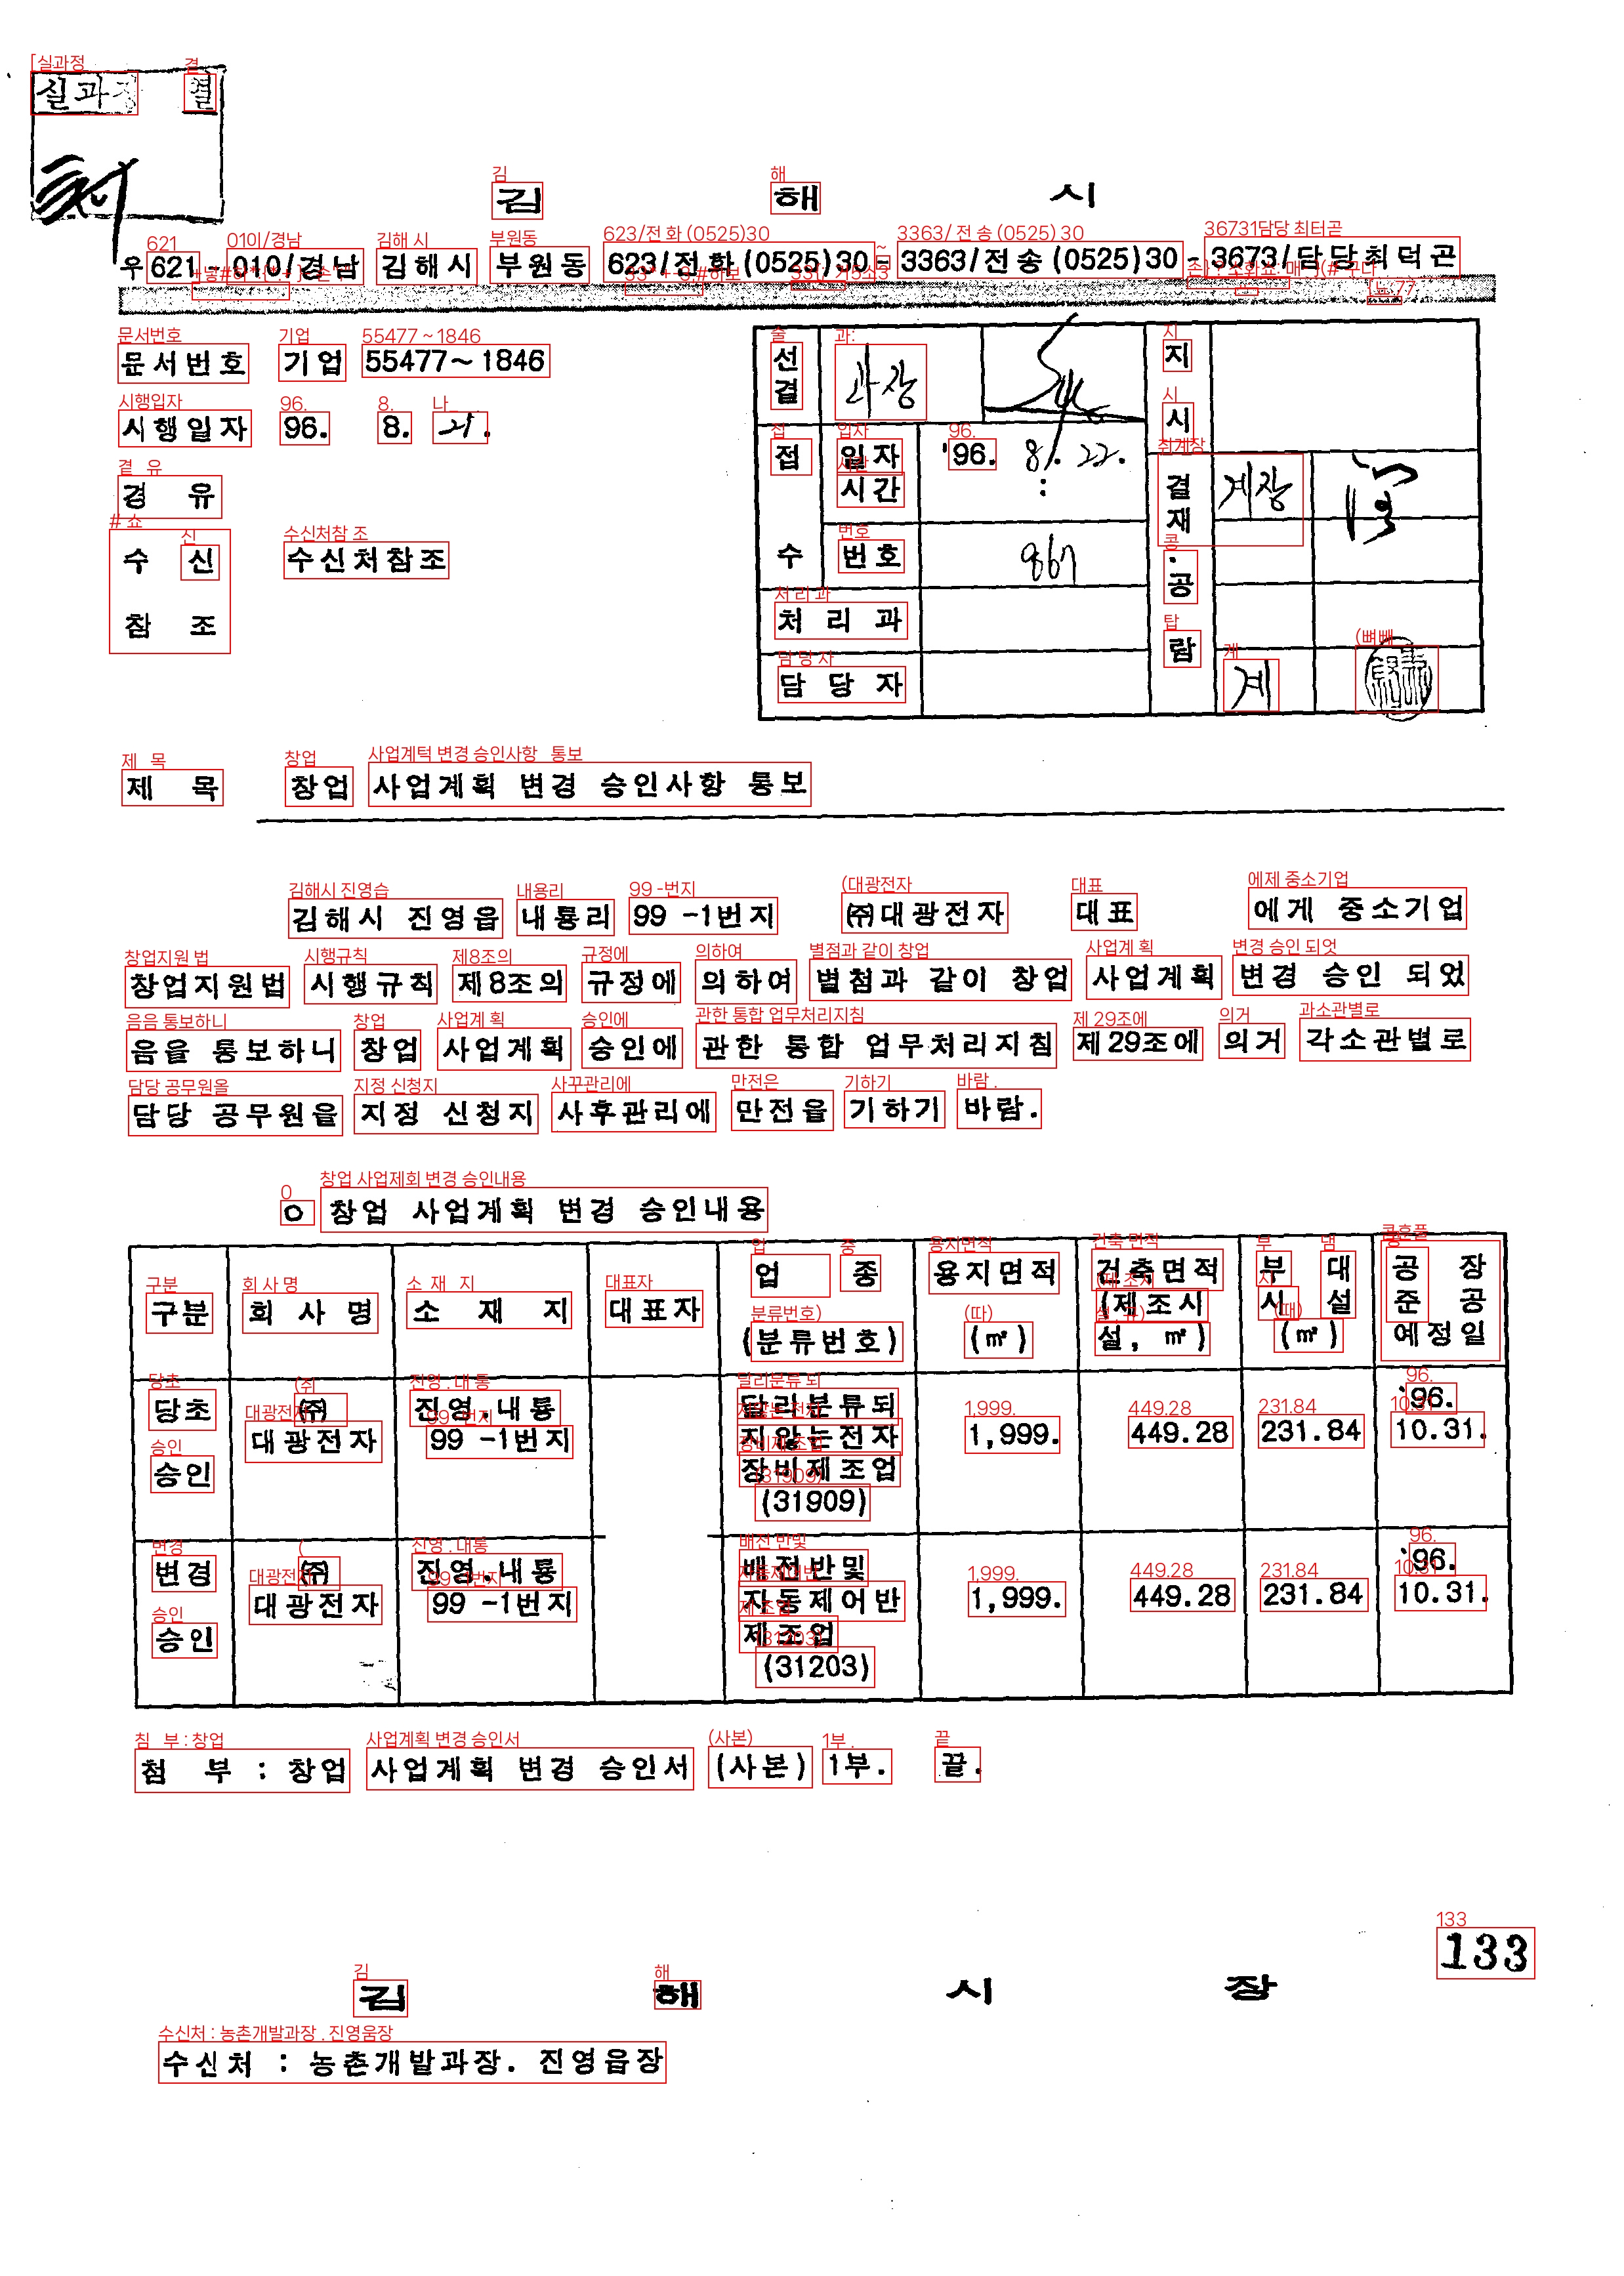 실과 결
김 해 시
우621-010/경남 김해시 부원동 623/전화(0525)30-3363/전송(0525)30-3673/담당최덕곤
문서번호 기업 55477~1846
시행일자 96. 8. 21.
경 유
수 신 수신처참조
참 조
선결 과장 지시
접수 일자 '96. 8. 22.
시간 :
번호 867
결재·공람 계장
처 리 과
담 당 자
계
제 목 창업 사업계획 변경 승인사항 통보
김해시 진영읍 내룡리 99 -1번지 ㈜대광전자 대표 에게 중소기업
창업지원법 시행규칙 제8조의 규정에 의하여 별첨과 같이 창업 사업계획 변경 승인 되었
음을 통보하니 창업 사업계획 승인에 관한 통합 업무처리지침 제29조에 의거 각소관별로
담당 공무원을 지정 신청지 사후관리에 만전을 기하기 바람.
o 창업 사업계획 변경 승인내용
구분 회 사 명 소 재 지 대표자 업 종 (분류번호) 용지면적 (㎡) 건축면적 (제조시설, ㎡) 부대시설 (㎡) 공장준공예정일
당초승인 ㈜대광전자 진영.내룡 99 -1번지 달리분류되지않는전자장비제조업 (31909) 1,999. 449.28 231.84 '96. 10.31.
변경승인 ㈜대광전자 진영.내룡 99 -1번지 배전반및자동제어반제조업 (31203) 1,999. 449.28 231.84 '96. 10.31.
첨 부 : 창업 사업계획 변경 승인서 (사본) 1부. 끝.
133
김 해 시 장
수신처 : 농촌개발과장. 진영읍장